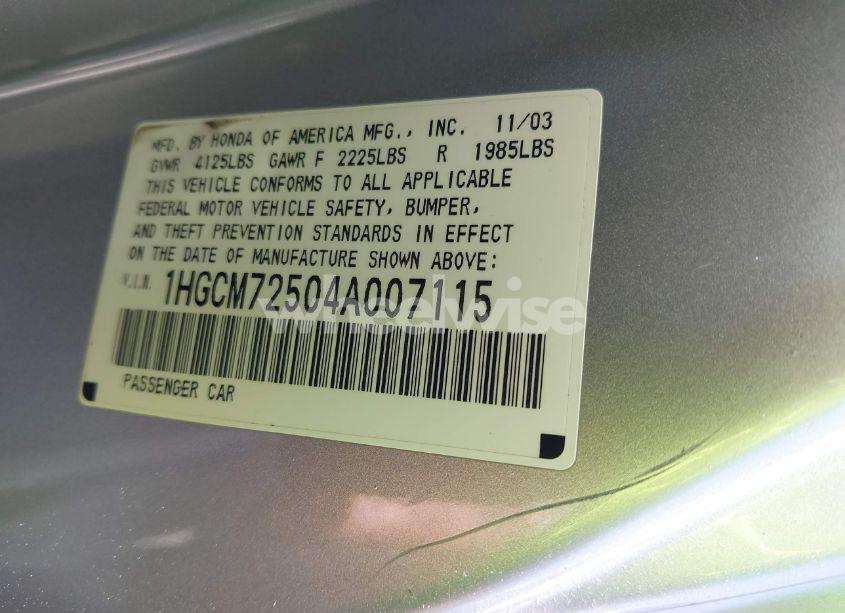 MFD. BY HONDA OF AMERICA MFG., INC. 11/03
GVWR 4125LBS GAWR F 2225LBS R 1985LBS
THIS VEHICLE CONFORMS TO ALL APPLICABLE
FEDERAL MOTOR VEHICLE SAFETY, BUMPER,
AND THEFT PREVENTION STANDARDS IN EFFECT
ON THE DATE OF MANUFACTURE SHOWN ABOVE:
V.I.N. 1HGCM72504A007115
wheelwise
PASSENGER CAR